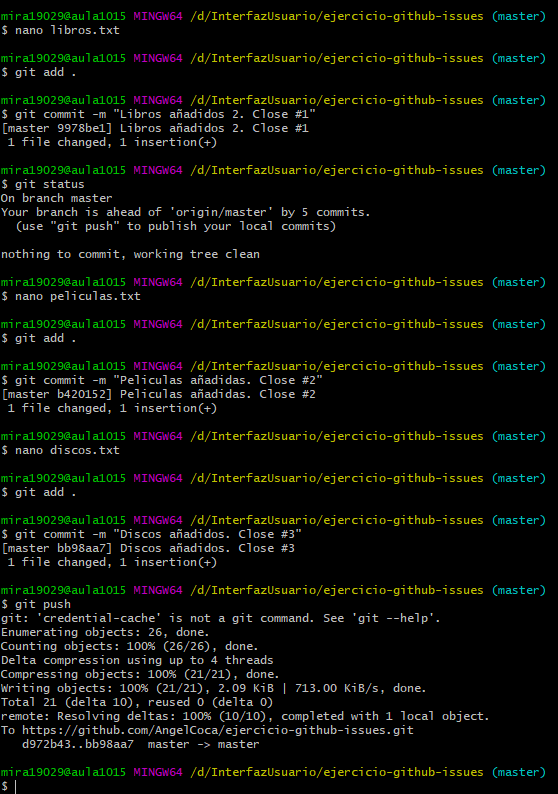 mira19029@aula1015 MINGW64 /d/InterfazUsuario/ejercicio-github-issues (master)
$ nano libros.txt
mira19029@aula1015 MINGW64 /d/InterfazUsuario/ejercicio-github-issues (master)
$ git add .
mira19029@aula1015 MINGW64 /d/InterfazUsuario/ejercicio-github-issues (master)
$ git commit -m "Libros añadidos 2. Close #1"
[master 9978be1] Libros añadidos 2. Close #1
 1 file changed, 1 insertion(+)
mira19029@aula1015 MINGW64 /d/InterfazUsuario/ejercicio-github-issues (master)
$ git status
On branch master
Your branch is ahead of 'origin/master' by 5 commits.
  (use "git push" to publish your local commits)
nothing to commit, working tree clean
mira19029@aula1015 MINGW64 /d/InterfazUsuario/ejercicio-github-issues (master)
$ nano peliculas.txt
mira19029@aula1015 MINGW64 /d/InterfazUsuario/ejercicio-github-issues (master)
$ git add .
mira19029@aula1015 MINGW64 /d/InterfazUsuario/ejercicio-github-issues (master)
$ git commit -m "Peliculas añadidas. Close #2"
[master b420152] Peliculas añadidas. Close #2
 1 file changed, 1 insertion(+)
mira19029@aula1015 MINGW64 /d/InterfazUsuario/ejercicio-github-issues (master)
$ nano discos.txt
mira19029@aula1015 MINGW64 /d/InterfazUsuario/ejercicio-github-issues (master)
$ git add .
mira19029@aula1015 MINGW64 /d/InterfazUsuario/ejercicio-github-issues (master)
$ git commit -m "Discos añadidos. Close #3"
[master bb98aa7] Discos añadidos. Close #3
 1 file changed, 1 insertion(+)
mira19029@aula1015 MINGW64 /d/InterfazUsuario/ejercicio-github-issues (master)
$ git push
git: 'credential-cache' is not a git command. See 'git --help'.
Enumerating objects: 26, done.
Counting objects: 100% (26/26), done.
Delta compression using up to 4 threads
Compressing objects: 100% (21/21), done.
Writing objects: 100% (21/21), 2.09 KiB | 713.00 KiB/s, done.
Total 21 (delta 10), reused 0 (delta 0)
remote: Resolving deltas: 100% (10/10), completed with 1 local object.
To https://github.com/AngelCoca/ejercicio-github-issues.git
   d972b43..bb98aa7  master -> master
mira19029@aula1015 MINGW64 /d/InterfazUsuario/ejercicio-github-issues (master)
$